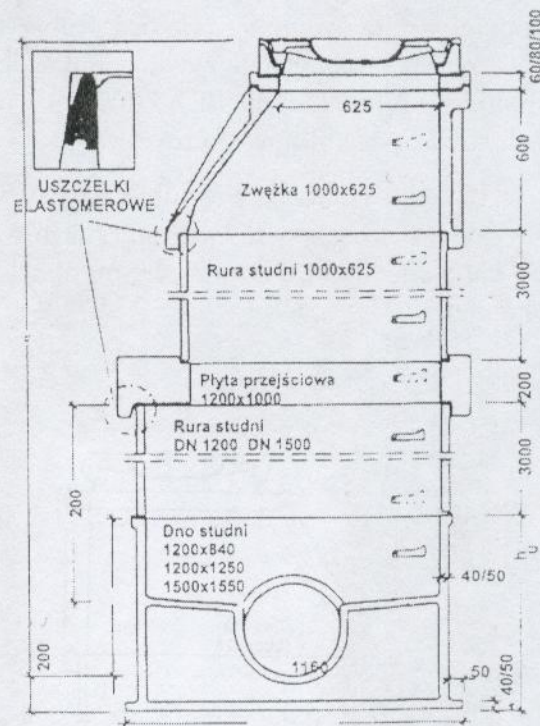 60/80/100
625
USZCZELKI
ELASTOMEROWE
Zwężka 1000x625
600
Rura studni 1000x625
3000
Płyta przejściowa
1200x1000
200
Rura studni
DN 1200 DN 1500
3000
200
Dno studni
1200x840
1200x1250
1500x1550
40/50
hu
1160
200
50
40/50